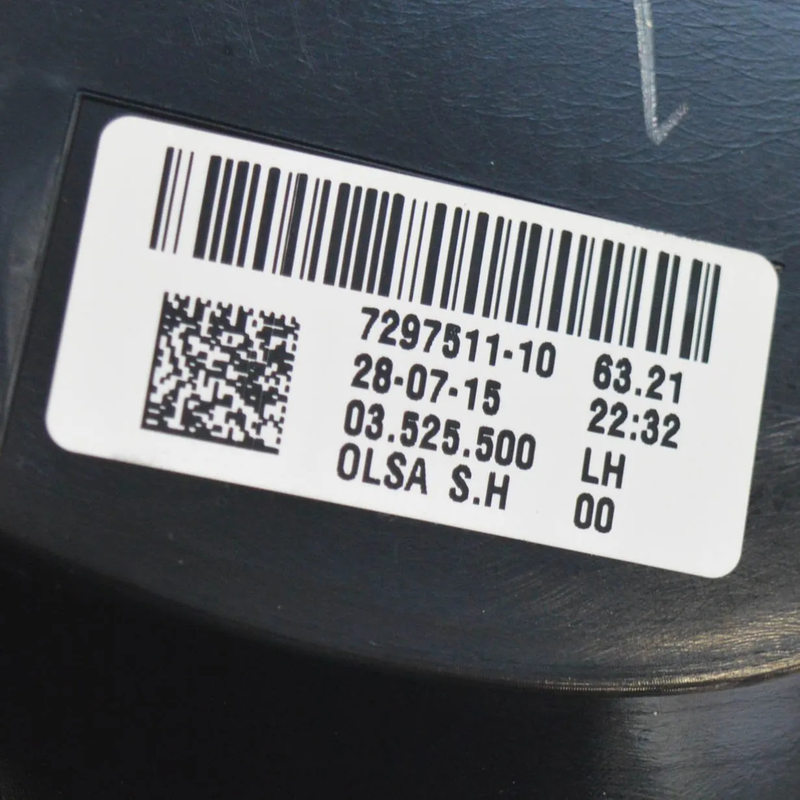 7297511-10 63.21
28-07-15 22:32
03.525.500 LH
OLSA S.H 00